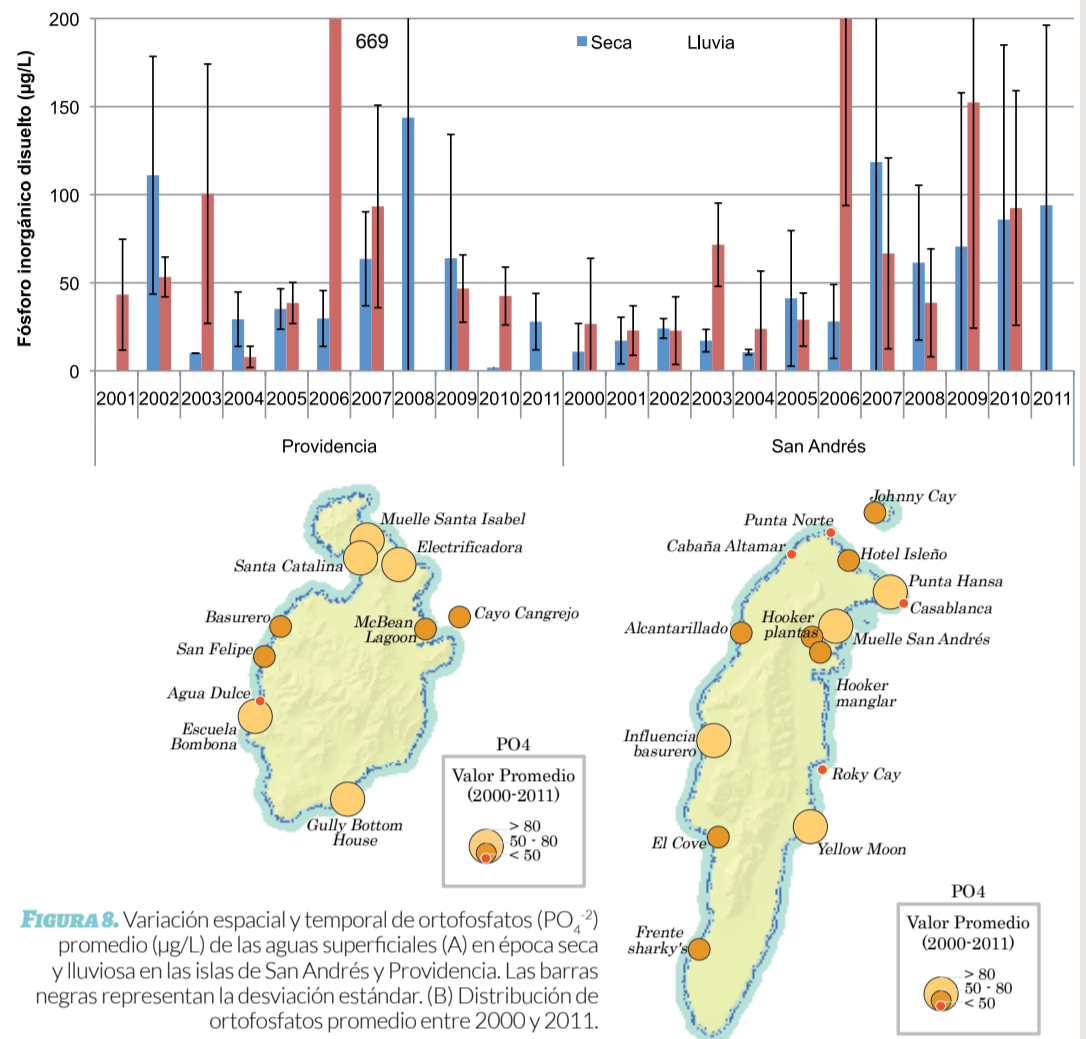 Fósforo inorgánico disuelto (µg/L)
200
150
100
50
0
669
Seca
Lluvia
2001 2002 2003 2004 2005 2006 2007 2008 2009 2010 2011 2000 2001 2002 2003 2004 2005 2006 2007 2008 2009 2010 2011
Providencia
San Andrés
Muelle Santa Isabel
Electrificadora
Santa Catalina
Basurero
McBean
Lagoon
Cayo Cangrejo
San Felipe
Agua Dulce
Escuela
Bombona
Gully Bottom
House
PO4
Valor Promedio
(2000-2011)
> 80
50 - 80
< 50
Johnny Cay
Punta Norte
Cabaña Altamar
Hotel Isleño
Punta Hansa
Casablanca
Alcantarillado
Hooker
plantas
Muelle San Andrés
Hooker
manglar
Influencia
basurero
Roky Cay
El Cove
Yellow Moon
Frente
sharky's
PO4
Valor Promedio
(2000-2011)
> 80
50 - 80
< 50
FIGURA 8. Variación espacial y temporal de ortofosfatos (PO₄⁻²)
promedio (µg/L) de las aguas superficiales (A) en época seca
y lluviosa en las islas de San Andrés y Providencia. Las barras
negras representan la desviación estándar. (B) Distribución de
ortofosfatos promedio entre 2000 y 2011.